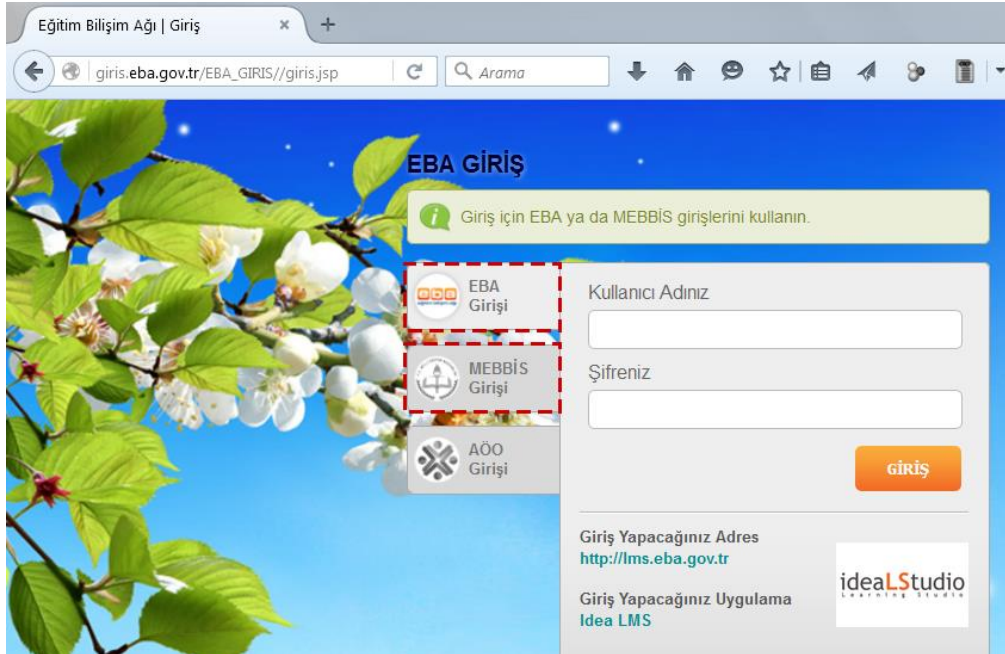 Eğitim Bilişim Ağı | Giriş
giris.eba.gov.tr/EBA_GIRIS//giris.jsp
Arama
EBA GİRİŞ
Giriş için EBA ya da MEBBİS girişlerini kullanın.
EBA
Girişi
Kullanıcı Adınız
MEBBİS
Girişi
Şifreniz
AÖO
Girişi
GİRİŞ
Giriş Yapacağınız Adres
http://lms.eba.gov.tr
Giriş Yapacağınız Uygulama
Idea LMS
ideaLStudio
Learning Studio